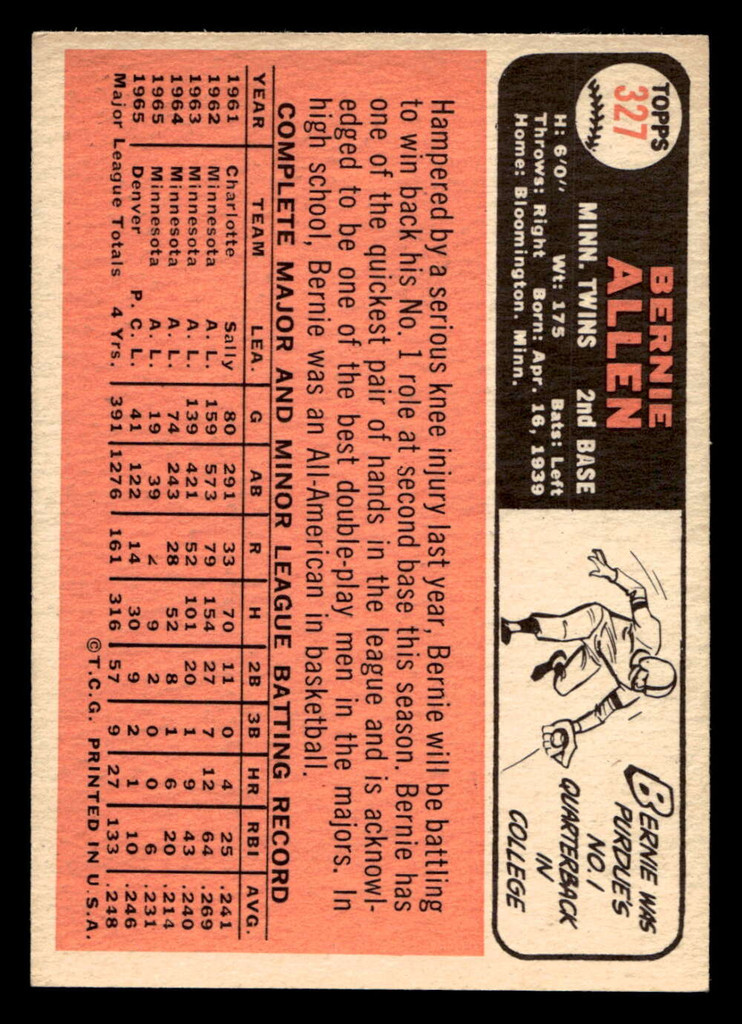 TOPPS
327
BERNIE
ALLEN
MINN. TWINS 2nd BASE
H: 6'0" Wt: 175 Bats: Left
Throws: Right Born: Apr. 16, 1939
Home: Bloomington, Minn.
BERNIE WAS
PURDUE'S
NO. 1
QUARTERBACK
IN
COLLEGE
Hampered by a serious knee injury last year, Bernie will be battling
to win back his No. 1 role at second base this season. Bernie has
one of the quickest pair of hands in the league and is acknowl-
edged to be one of the best double-play men in the majors. In
high school, Bernie was an All-American in basketball.
COMPLETE MAJOR AND MINOR LEAGUE BATTING RECORD
YEAR TEAM LEA. G AB R H 2B 3B HR RBI AVG.
1961 Charlotte Sally 80 291 33 70 11 0 4 25 .241
1962 Minnesota A. L. 159 573 79 154 27 7 12 64 .269
1963 Minnesota A. L. 139 421 52 101 20 1 9 43 .240
1964 Minnesota A. L. 74 243 28 52 8 1 6 20 .214
1965 Minnesota A. L. 19 39 2 9 2 0 0 6 .231
1965 Denver P. C. L. 41 122 14 30 9 2 1 10 .246
Major League Totals 4 Yrs. 391 1276 161 316 57 9 27 133 .248
©T.C.G. PRINTED IN U.S.A.